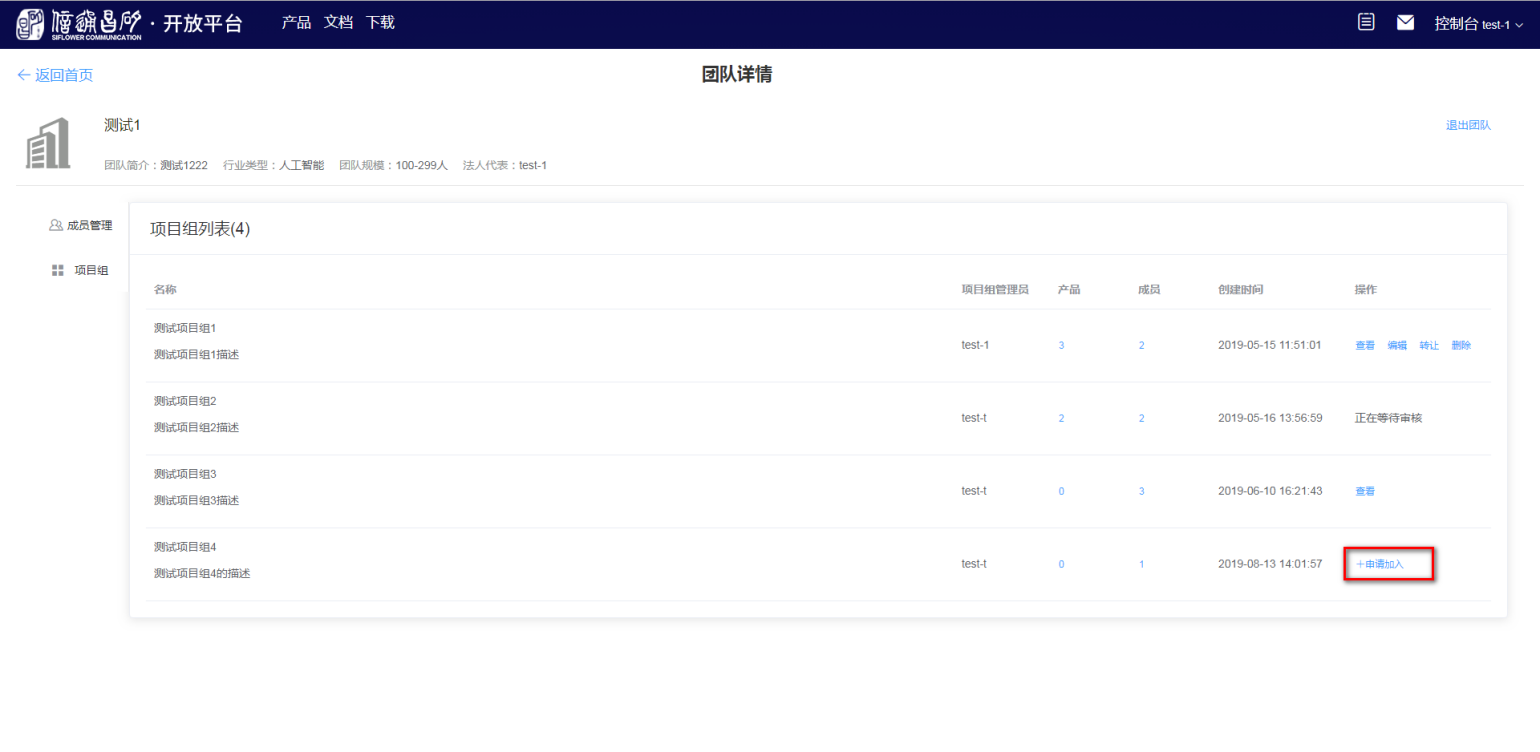 SIFLOWER COMMUNICATION
· 开放平台
产品 文档 下载
控制台 test-1
返回首页
团队详情
测试1
退出团队
团队简介：测试1222 行业类型：人工智能 团队规模：100-299人 法人代表：test-1
成员管理
项目组
项目组列表(4)
名称 项目组管理员 产品 成员 创建时间 操作
测试项目组1
测试项目组1描述
test-1 3 2 2019-05-15 11:51:01 查看 编辑 转让 删除
测试项目组2
测试项目组2描述
test-t 2 2 2019-05-16 13:56:59 正在等待审核
测试项目组3
测试项目组3描述
test-t 0 3 2019-06-10 16:21:43 查看
测试项目组4
测试项目组4的描述
test-t 0 1 2019-08-13 14:01:57 +申请加入